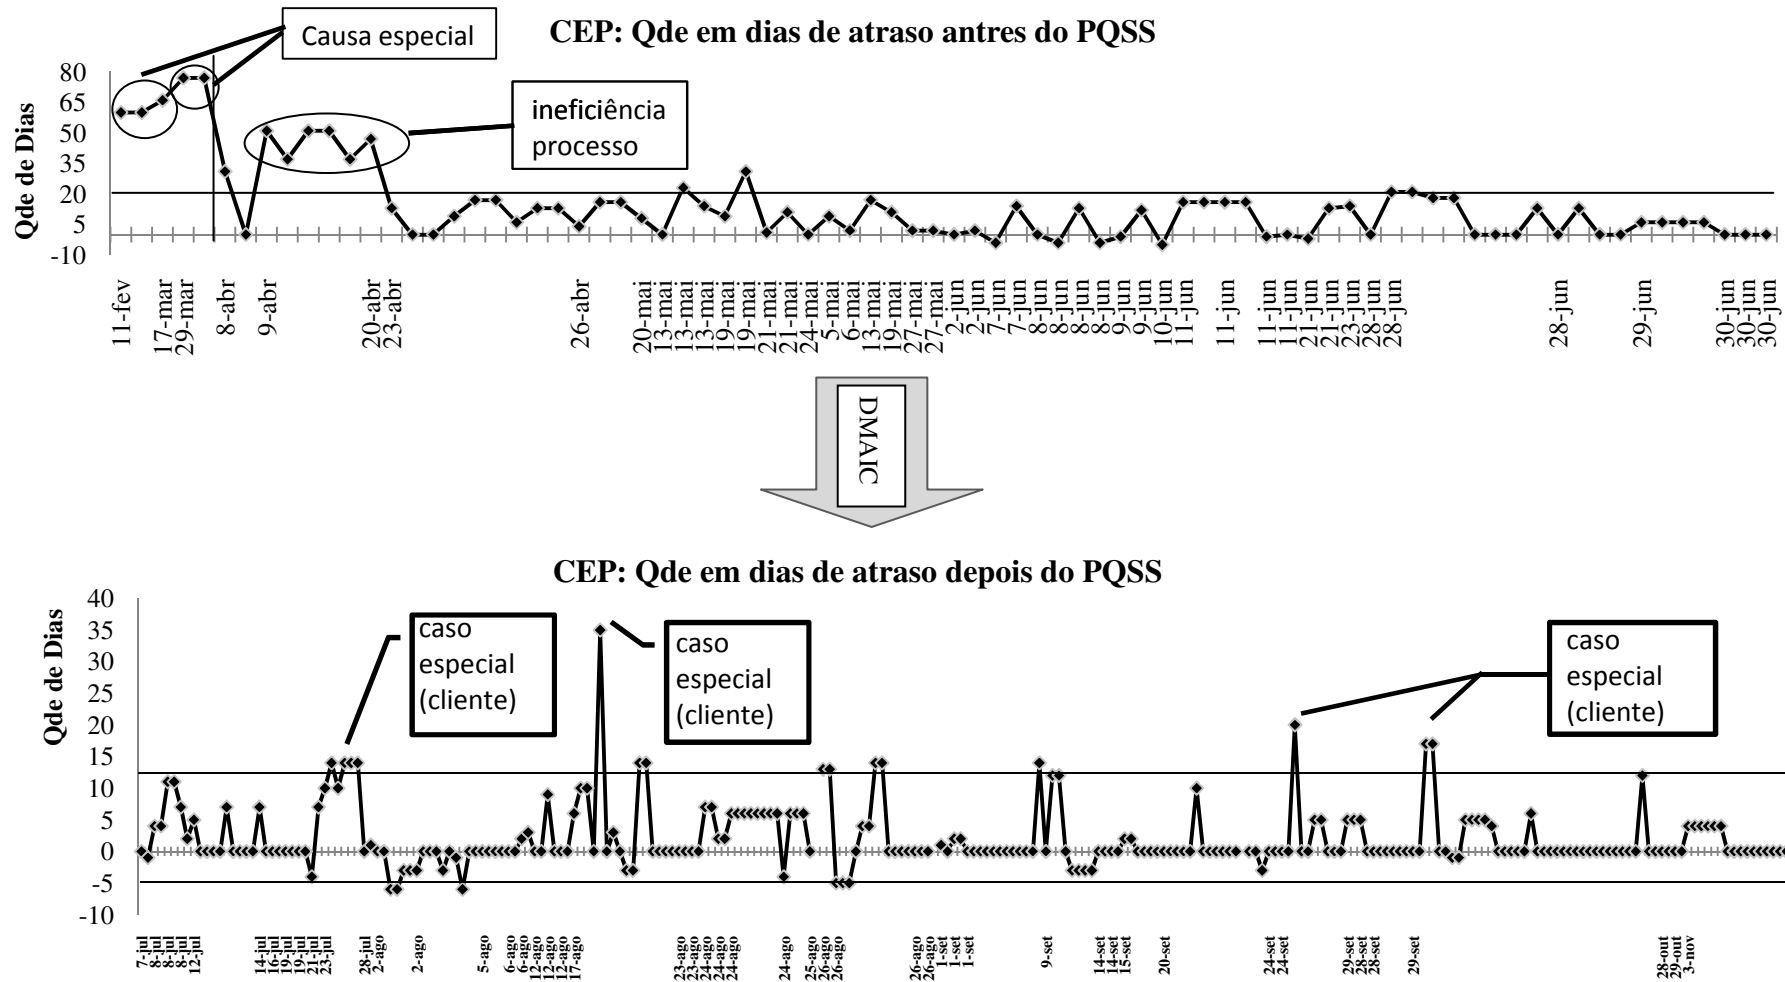 CEP: Qde em dias de atraso antres do PQSS
Causa especial
ineficiência
processo
Qde de Dias
80
65
50
35
20
5
-10
11-fev
17-mar
29-mar
8-abr
9-abr
20-abr
23-abr
26-abr
20-mai
13-mai
13-mai
13-mai
19-mai
19-mai
21-mai
21-mai
24-mai
5-mai
6-mai
13-mai
19-mai
27-mai
27-mai
2-jun
2-jun
7-jun
7-jun
8-jun
8-jun
8-jun
8-jun
9-jun
9-jun
10-jun
11-jun
11-jun
11-jun
11-jun
21-jun
21-jun
23-jun
28-jun
28-jun
28-jun
29-jun
30-jun
30-jun
30-jun
DMAIC
CEP: Qde em dias de atraso depois do PQSS
Qde de Dias
40
35
30
25
20
15
10
5
0
-5
-10
caso
especial
(cliente)
caso
especial
(cliente)
caso
especial
(cliente)
7-jul
8-jul
8-jul
8-jul
12-jul
14-jul
16-jul
19-jul
19-jul
21-jul
23-jul
28-jul
2-ago
2-ago
5-ago
6-ago
6-ago
12-ago
12-ago
12-ago
17-ago
23-ago
23-ago
24-ago
24-ago
24-ago
24-ago
25-ago
26-ago
26-ago
26-ago
26-ago
1-set
1-set
1-set
9-set
14-set
14-set
15-set
20-set
24-set
24-set
29-set
28-set
28-set
29-set
28-out
29-out
3-nov